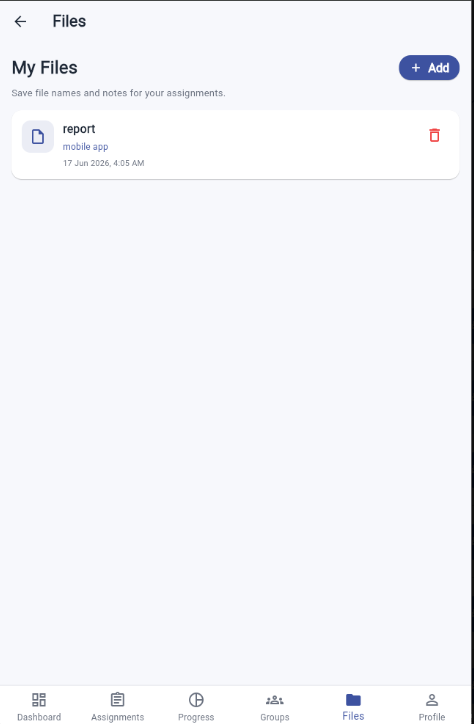 Files
My Files
Add
Save file names and notes for your assignments.
report
mobile app
17 Jun 2026, 4:05 AM
Dashboard
Assignments
Progress
Groups
Files
Profile